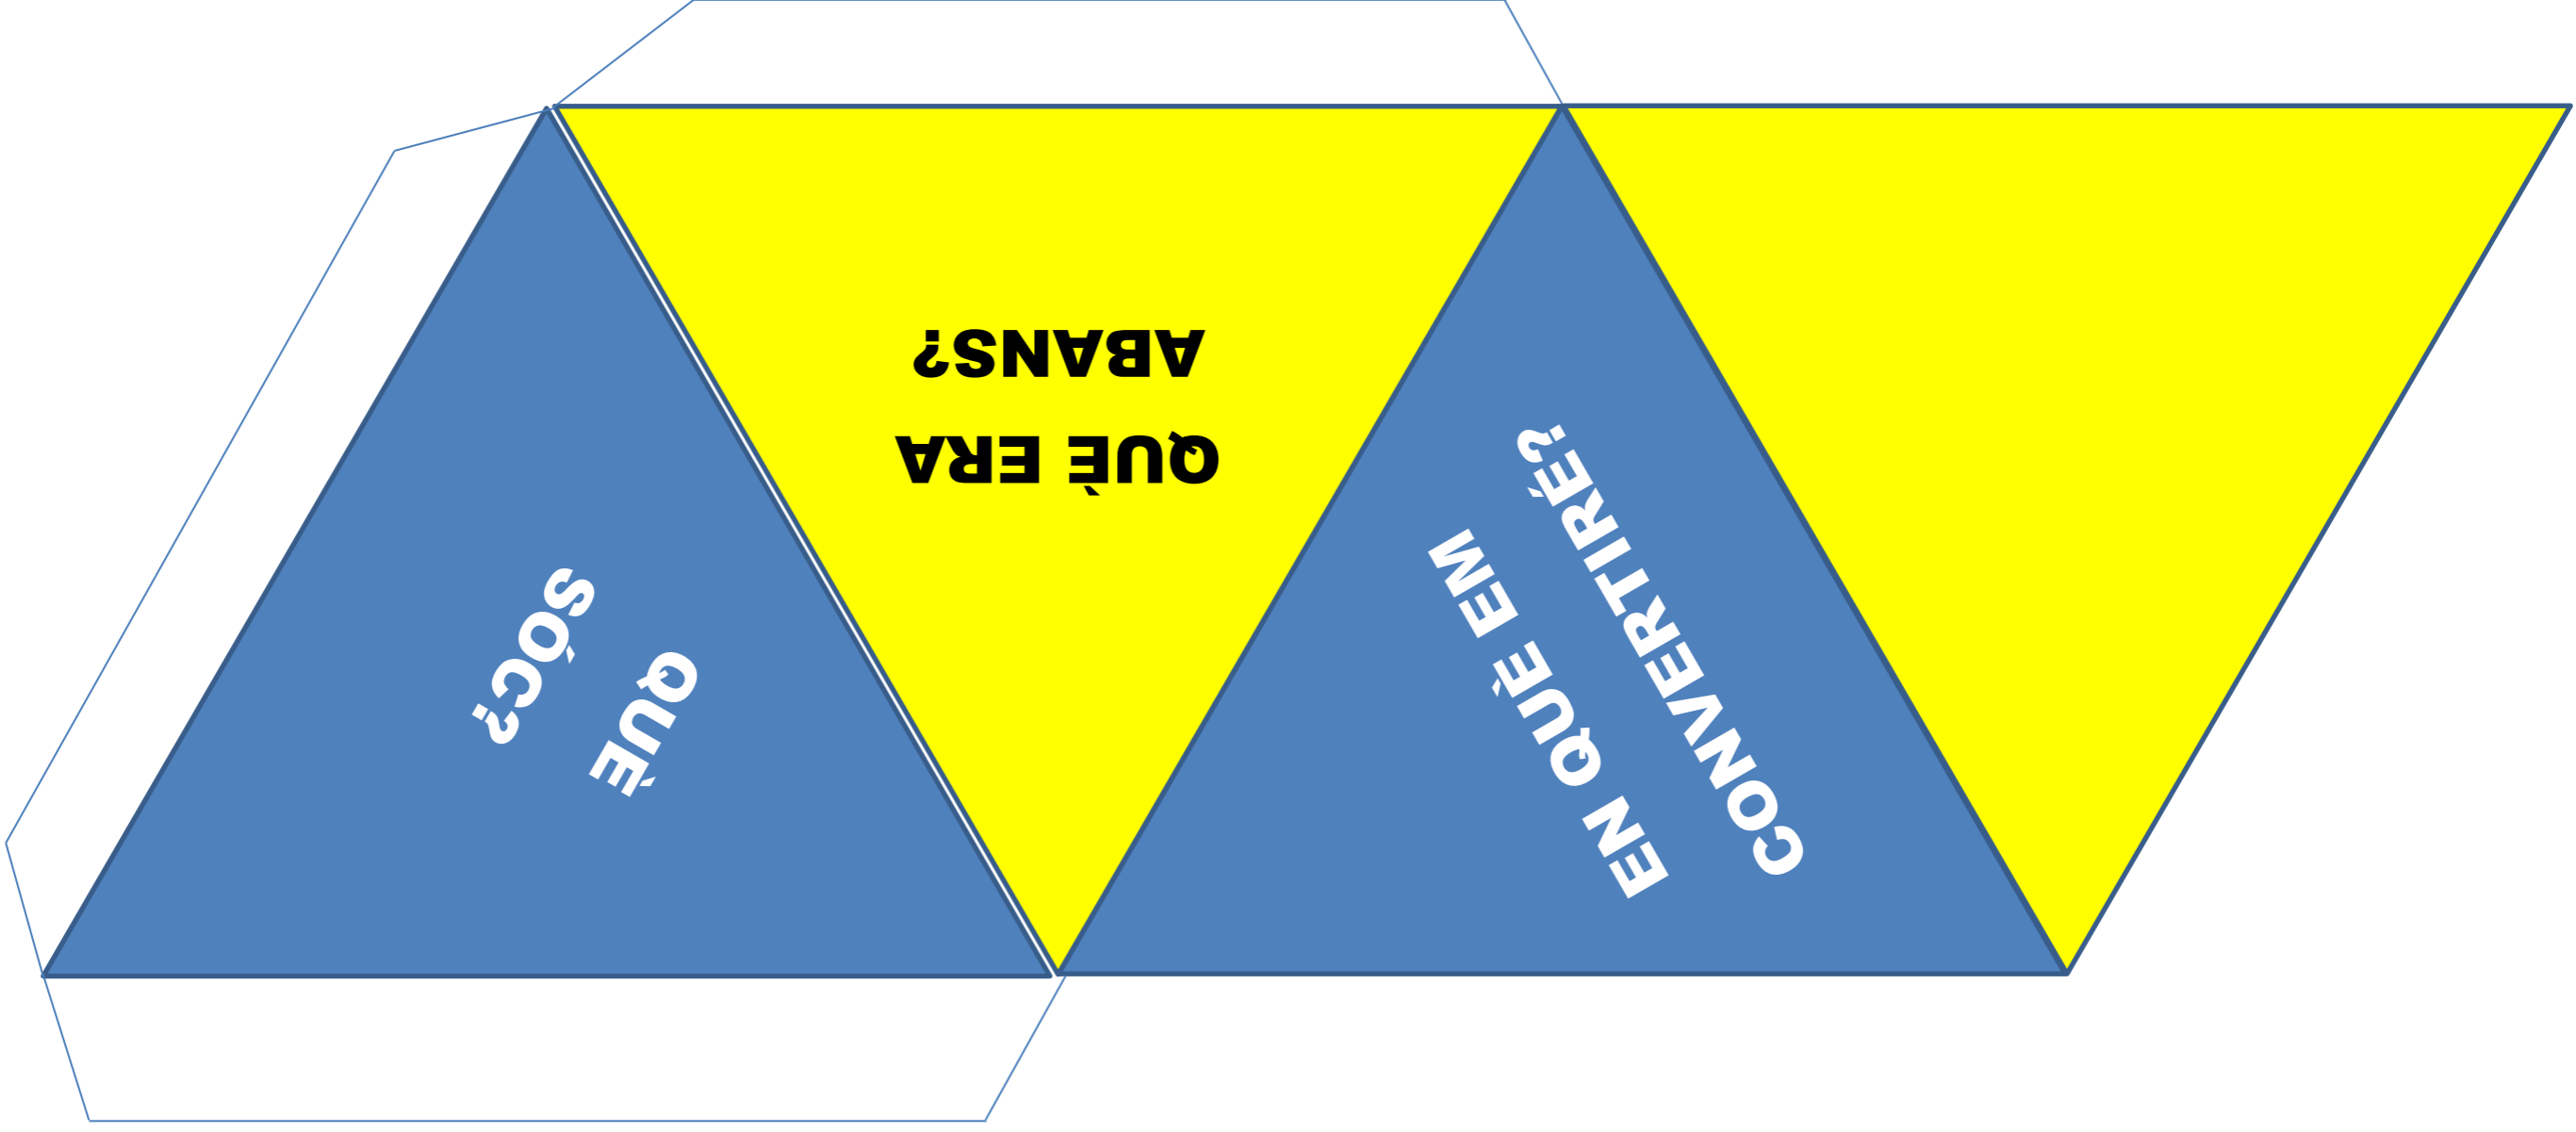 QUÈ
SÓC?
QUÈ ERA
ABANS?
EN QUÈ EM
CONVERTIRÉ?